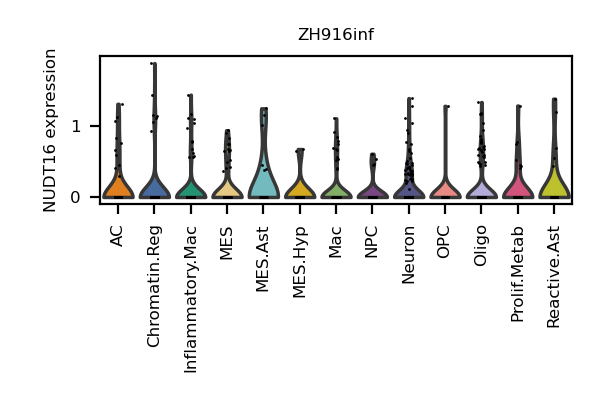 ZH916inf
NUDT16 expression
1
0
AC
Chromatin.Reg
Inflammatory.Mac
MES
MES.Ast
MES.Hyp
Mac
NPC
Neuron
OPC
Oligo
Prolif.Metab
Reactive.Ast